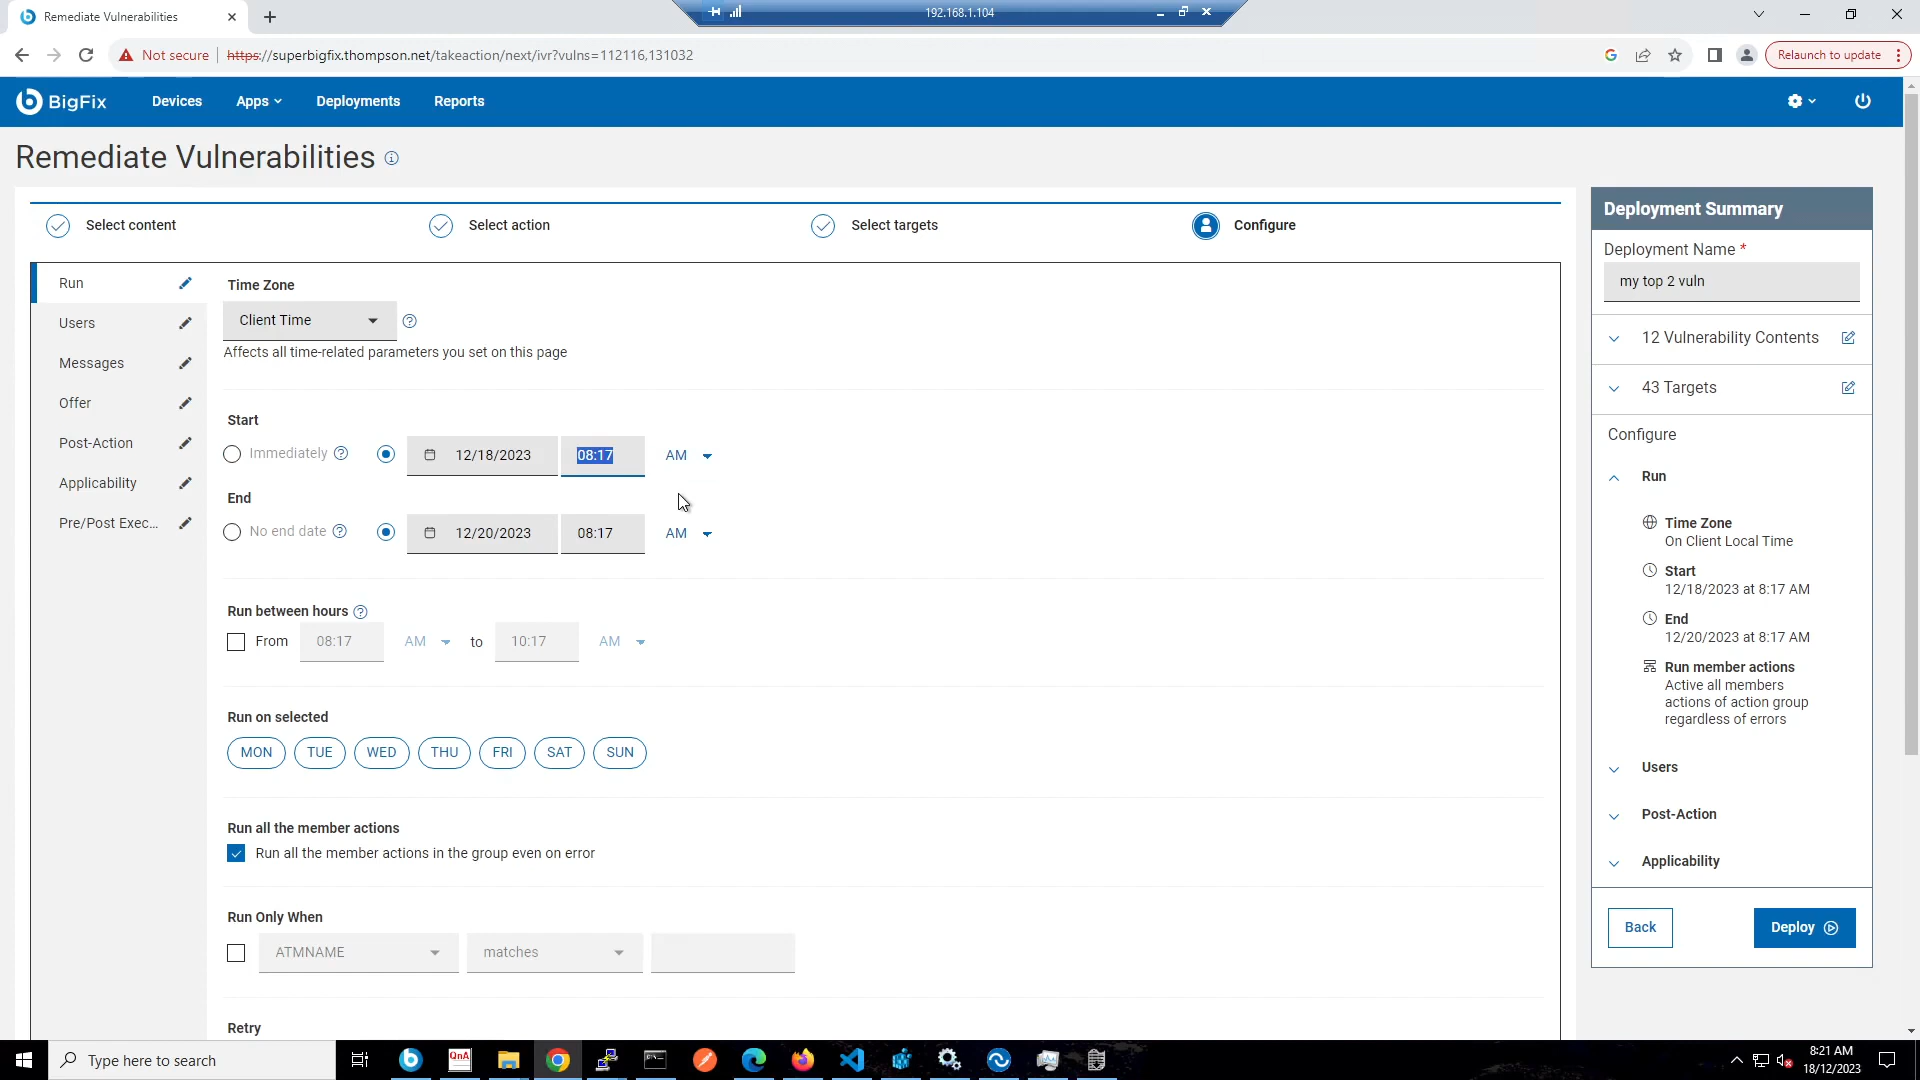 Remediate Vulnerabilities
192.168.1.104
Not secure
https://superbigfix.thompson.net/takeaction/next/ivr?vulns=112116,131032
Relaunch to update
BigFix
Devices
Apps
Deployments
Reports
Remediate Vulnerabilities
Select content
Select action
Select targets
Configure
Run
Users
Messages
Offer
Post-Action
Applicability
Pre/Post Exec...
Time Zone
Client Time
Affects all time-related parameters you set on this page
Start
Immediately
12/18/2023
08:17
AM
End
No end date
12/20/2023
08:17
AM
Run between hours
From
08:17
AM
to
10:17
AM
Run on selected
MON
TUE
WED
THU
FRI
SAT
SUN
Run all the member actions
Run all the member actions in the group even on error
Run Only When
ATMNAME
matches
Retry
Deployment Summary
Deployment Name *
my top 2 vuln
12 Vulnerability Contents
43 Targets
Configure
Run
Time Zone
On Client Local Time
Start
12/18/2023 at 8:17 AM
End
12/20/2023 at 8:17 AM
Run member actions
Active all members
actions of action group
regardless of errors
Users
Post-Action
Applicability
Back
Deploy
Type here to search
QnA
8:21 AM
18/12/2023